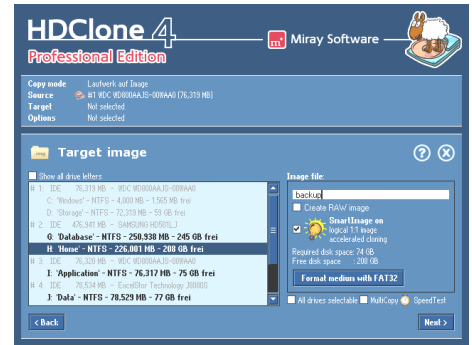 HDClone 4
Professional Edition
Miray Software
Copy mode Laufwerk auf Image
Source #1 WDC WD800AAJS-00WAA0 (76,319 MB)
Target Not selected
Options Not selected
Target image
Show all drive letters
# 1: IDE 76,319 MB - WDC WD800AAJS-00WAA0
C: 'Windows' - NTFS - 4,000 MB - 1.565 MB frei
D: 'Storage' - NTFS - 72,319 MB - 59 GB frei
# 2: IDE 476,941 MB - SAMSUNG HD501LJ
G: 'Database' - NTFS - 250,938 MB - 245 GB frei
H: 'Home' - NTFS - 226,001 MB - 208 GB frei
# 3: IDE 76,320 MB - WDC WD800AAJS-00WAA0
I: 'Application' - NTFS - 76,317 MB - 75 GB frei
# 4: IDE 78,534 MB - ExcelStor Technology J8080S
J: 'Data' - NTFS - 78,529 MB - 77 GB frei
Image file:
backup
Create RAW image
SmartImage on
logical 1:1 image
accelerated cloning
Required disk space: 74 GB
Free disk space : 208 GB
Format medium with FAT32
All drives selectable MultiCopy SpeedTest
< Back
Next >